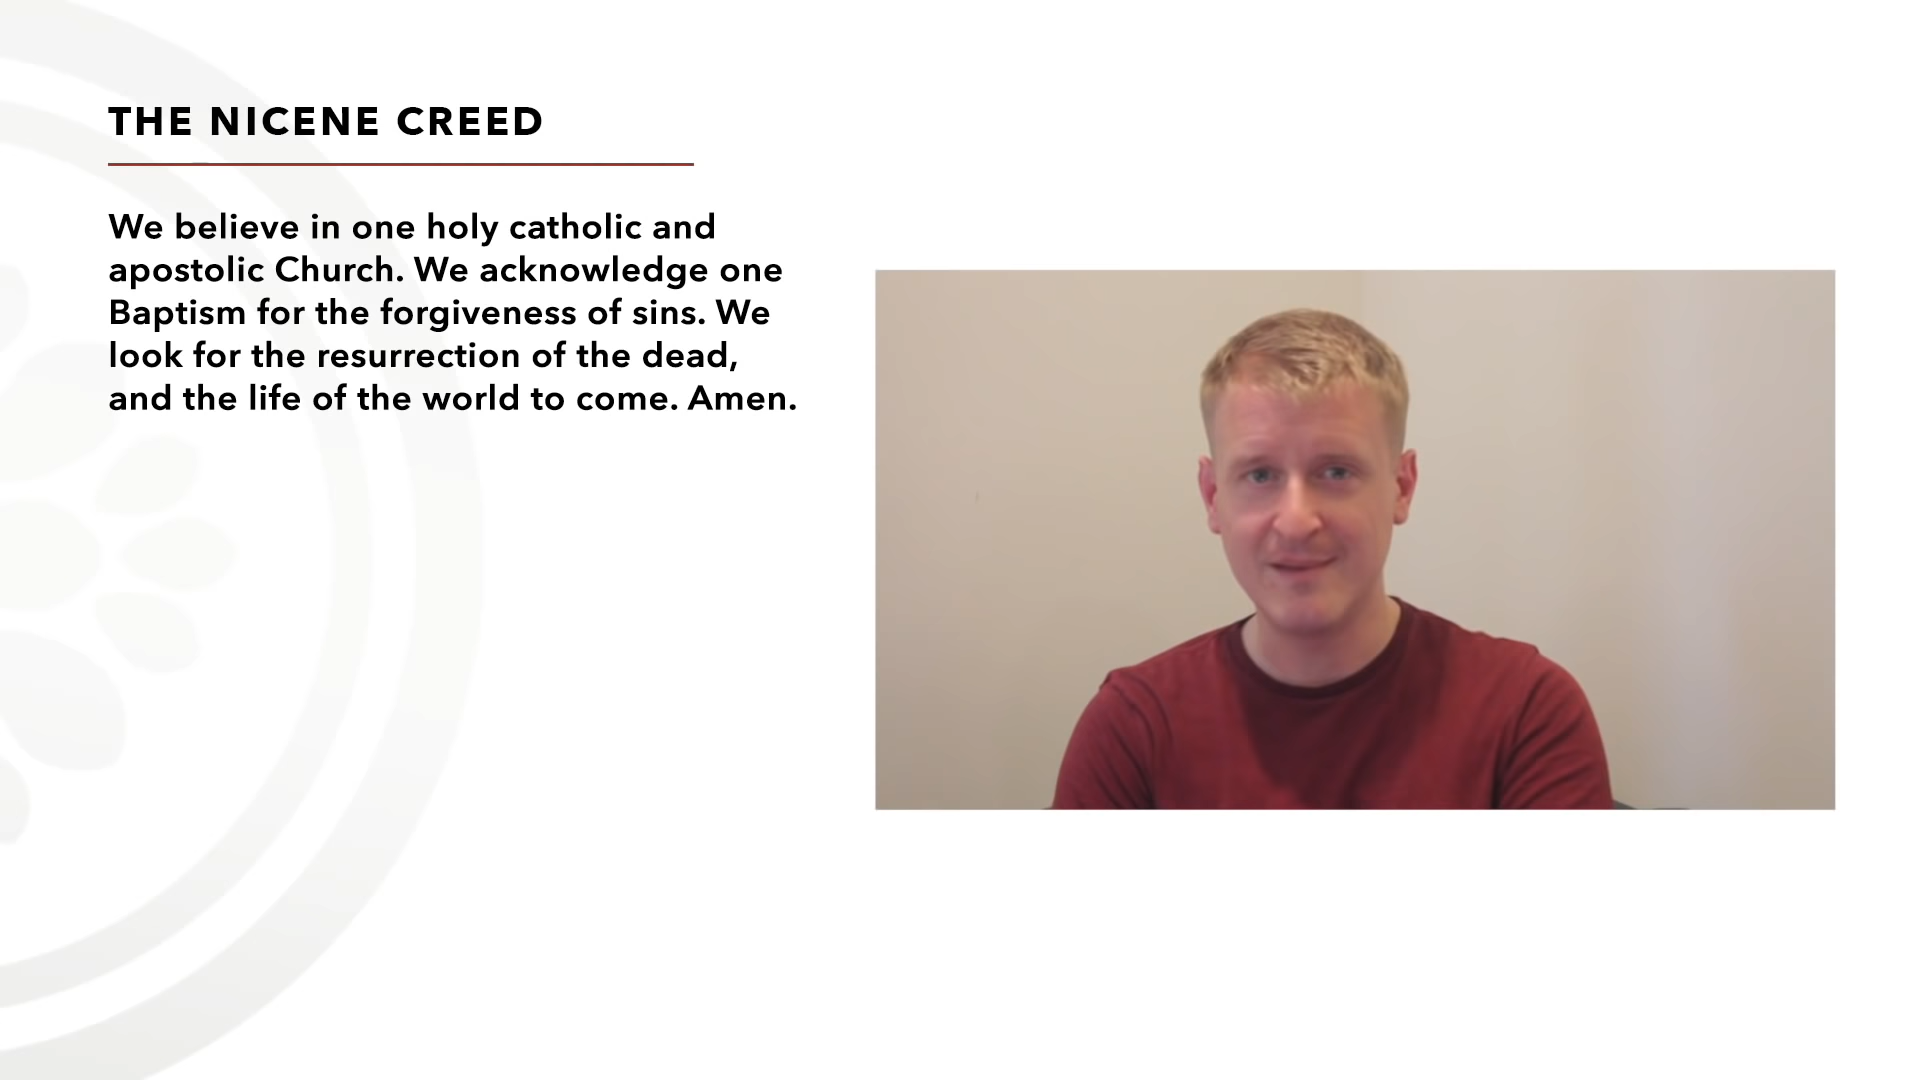 THE NICENE CREED
We believe in one holy catholic and
apostolic Church. We acknowledge one
Baptism for the forgiveness of sins. We
look for the resurrection of the dead,
and the life of the world to come. Amen.